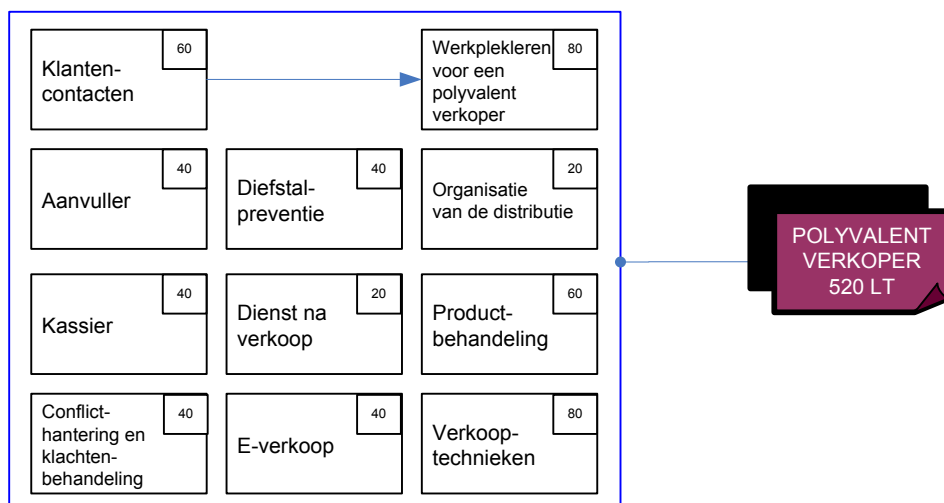 60
Klanten-
contacten
80
Werkplekleren
voor een
polyvalent
verkoper
40
Aanvuller
40
Diefstal-
preventie
20
Organisatie
van de distributie
40
Kassier
20
Dienst na
verkoop
60
Product-
behandeling
40
Conflict-
hantering en
klachten-
behandeling
40
E-verkoop
80
Verkoop-
technieken
POLYVALENT
VERKOPER
520 LT